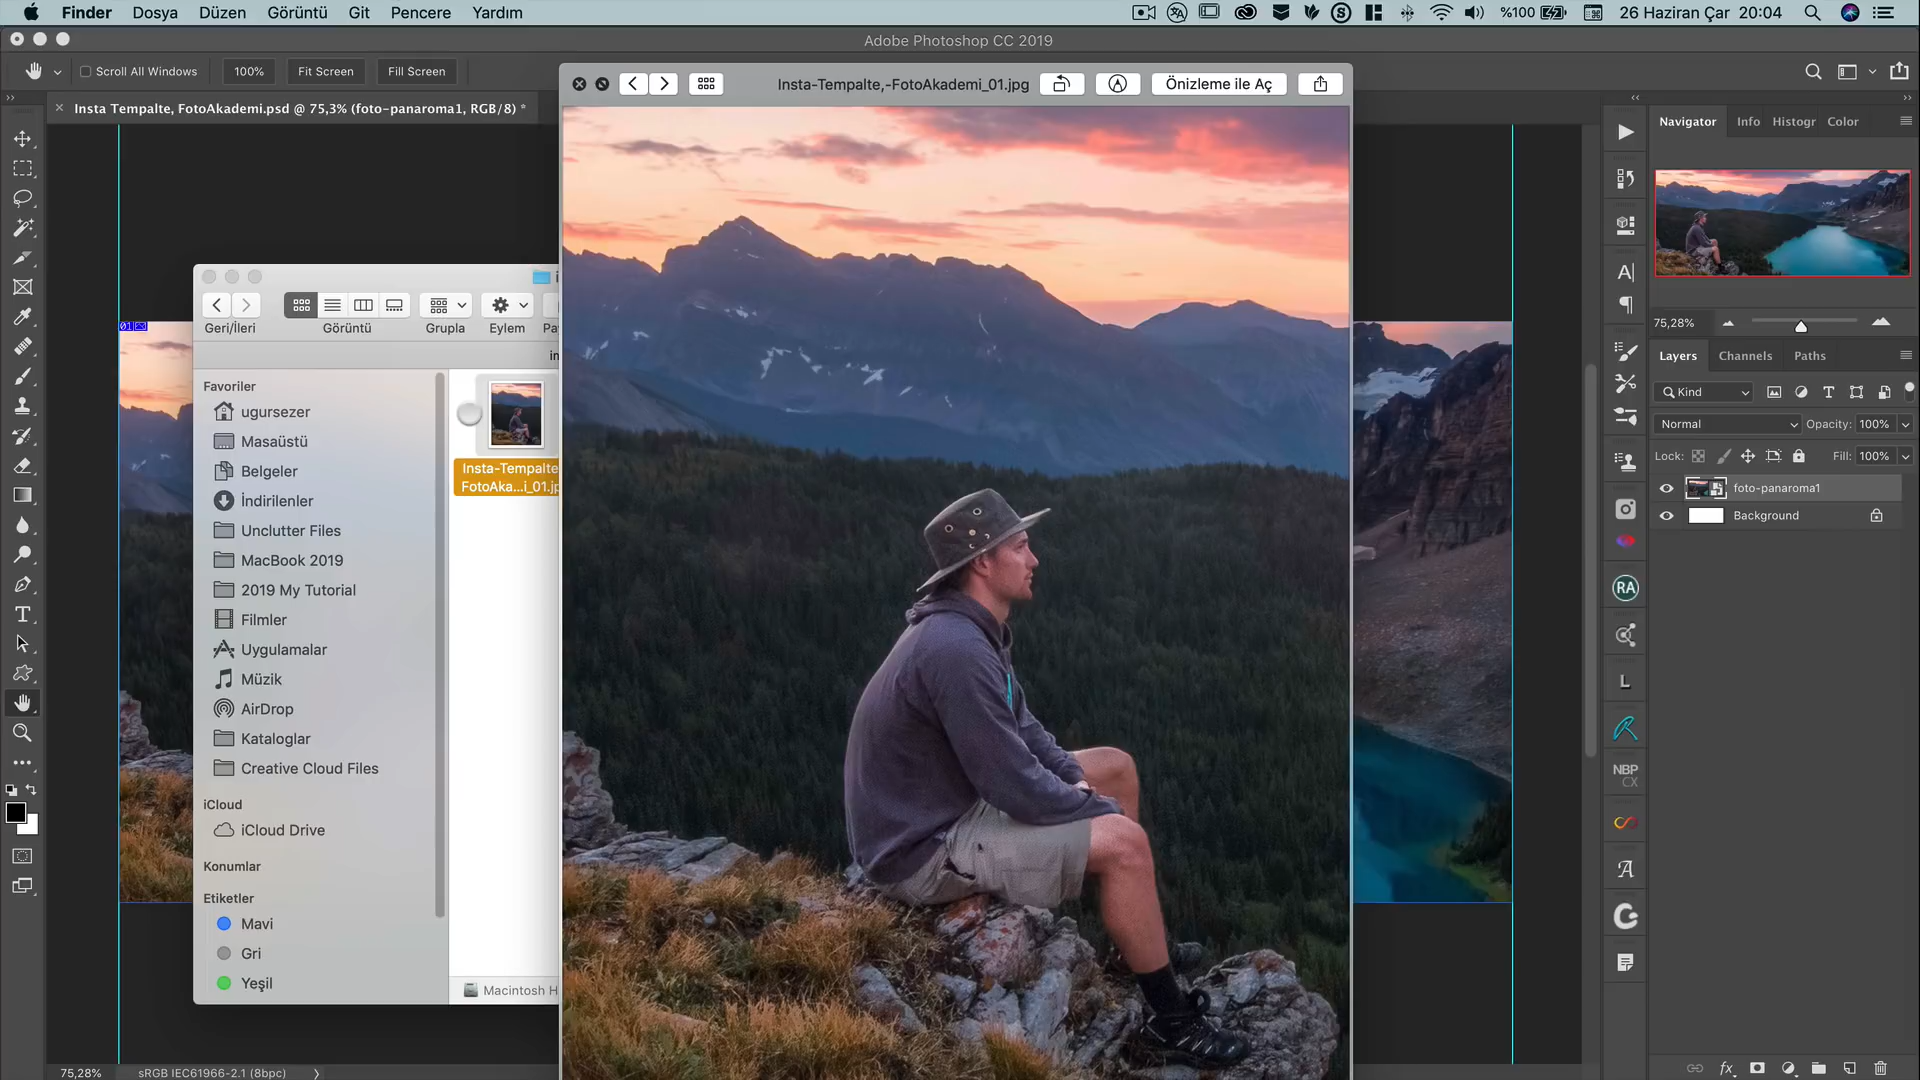 Finder Dosya Düzen Görüntü Git Pencere Yardım %100 26 Haziran Çar 20:04
Adobe Photoshop CC 2019
Scroll All Windows 100% Fit Screen Fill Screen
Insta Tempalte, FotoAkademi.psd @ 75,3% (foto-panaroma1, RGB/8) *
Insta-Tempalte,-FotoAkademi_01.jpg
Önizleme ile Aç
Navigator Info Histogr Color
75,28%
Layers Channels Paths
Kind
Normal Opacity: 100%
Lock: Fill: 100%
foto-panaroma1
Background
Geri/İleri Görüntü Grupla Eylem Pa
01
in
Favoriler
ugursezer
Masaüstü
Belgeler
İndirilenler
Unclutter Files
MacBook 2019
2019 My Tutorial
Filmler
Uygulamalar
Müzik
AirDrop
Kataloglar
Creative Cloud Files
iCloud
iCloud Drive
Konumlar
Etiketler
Mavi
Gri
Yeşil
Insta-Tempalte
FotoAka...i_01.jp
Macintosh H
RA
L
NBP
CX
75,28% sRGB IEC61966-2.1 (8bpc)
fx